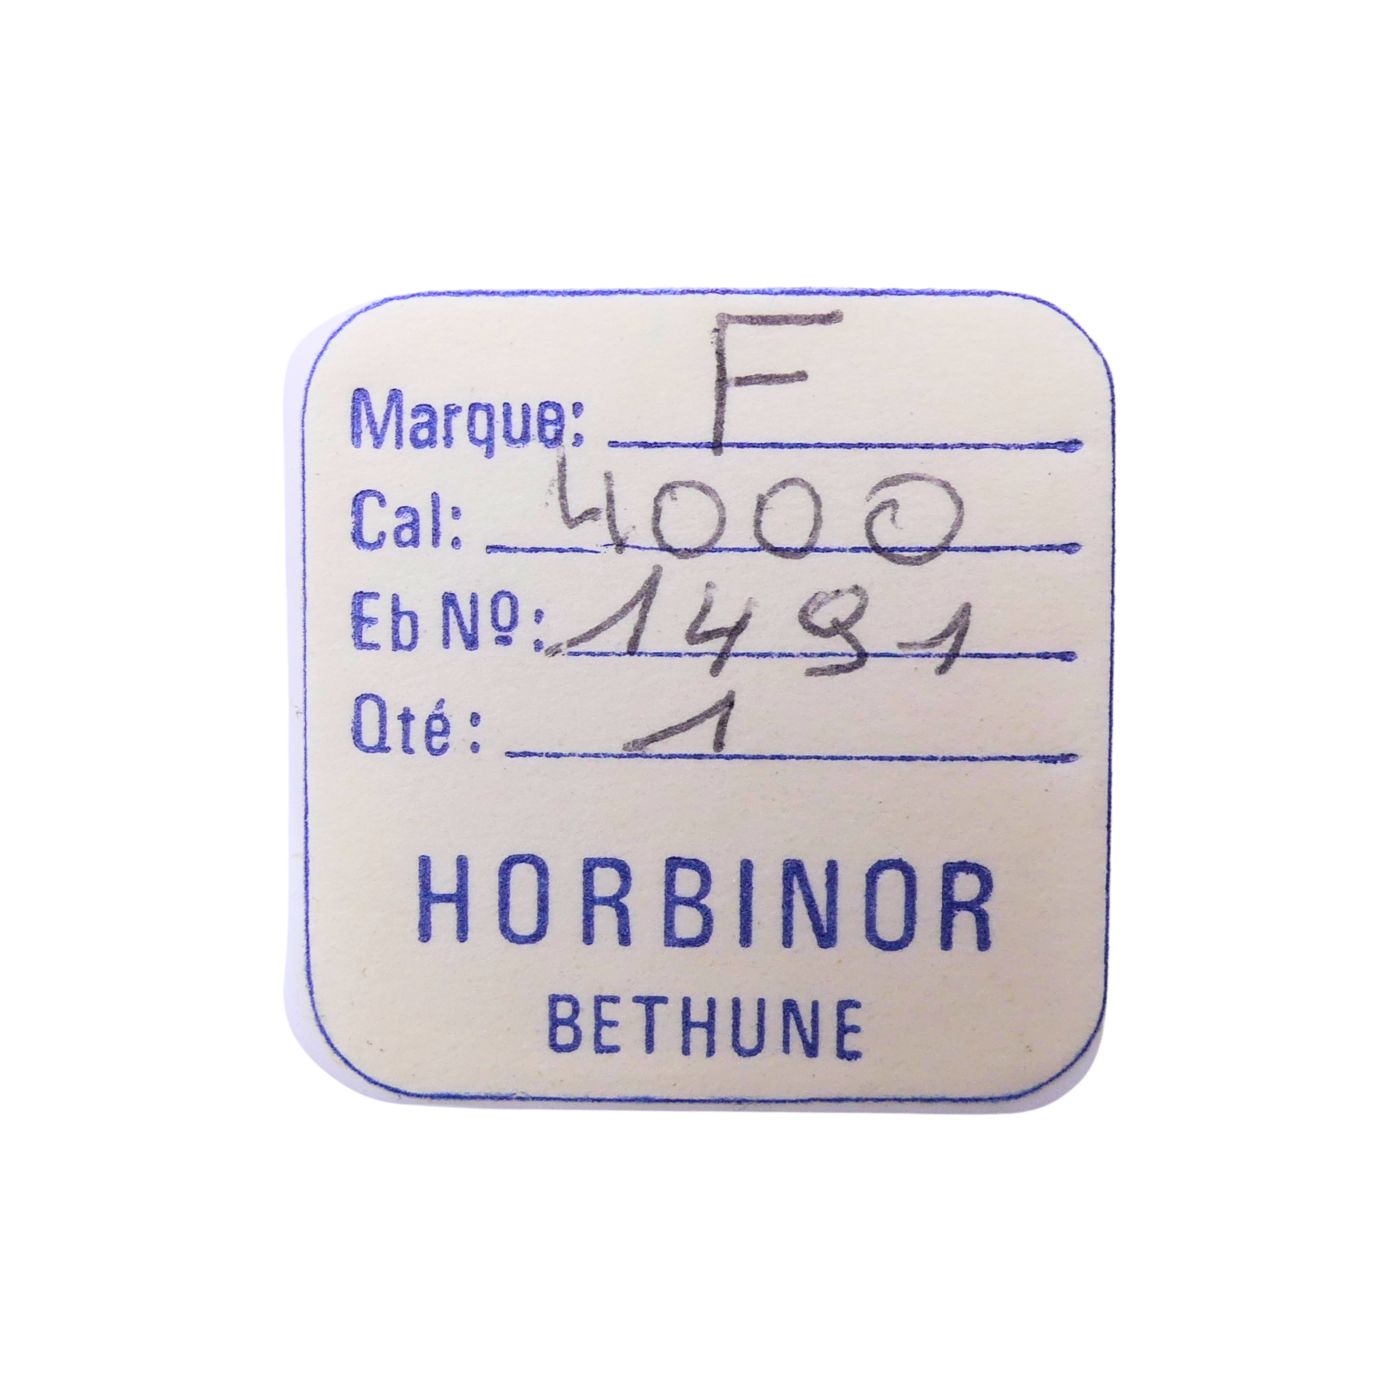 Marque: F
Cal: 4000
Eb Nº: 1491
Qté: 1
HORBINOR
BETHUNE